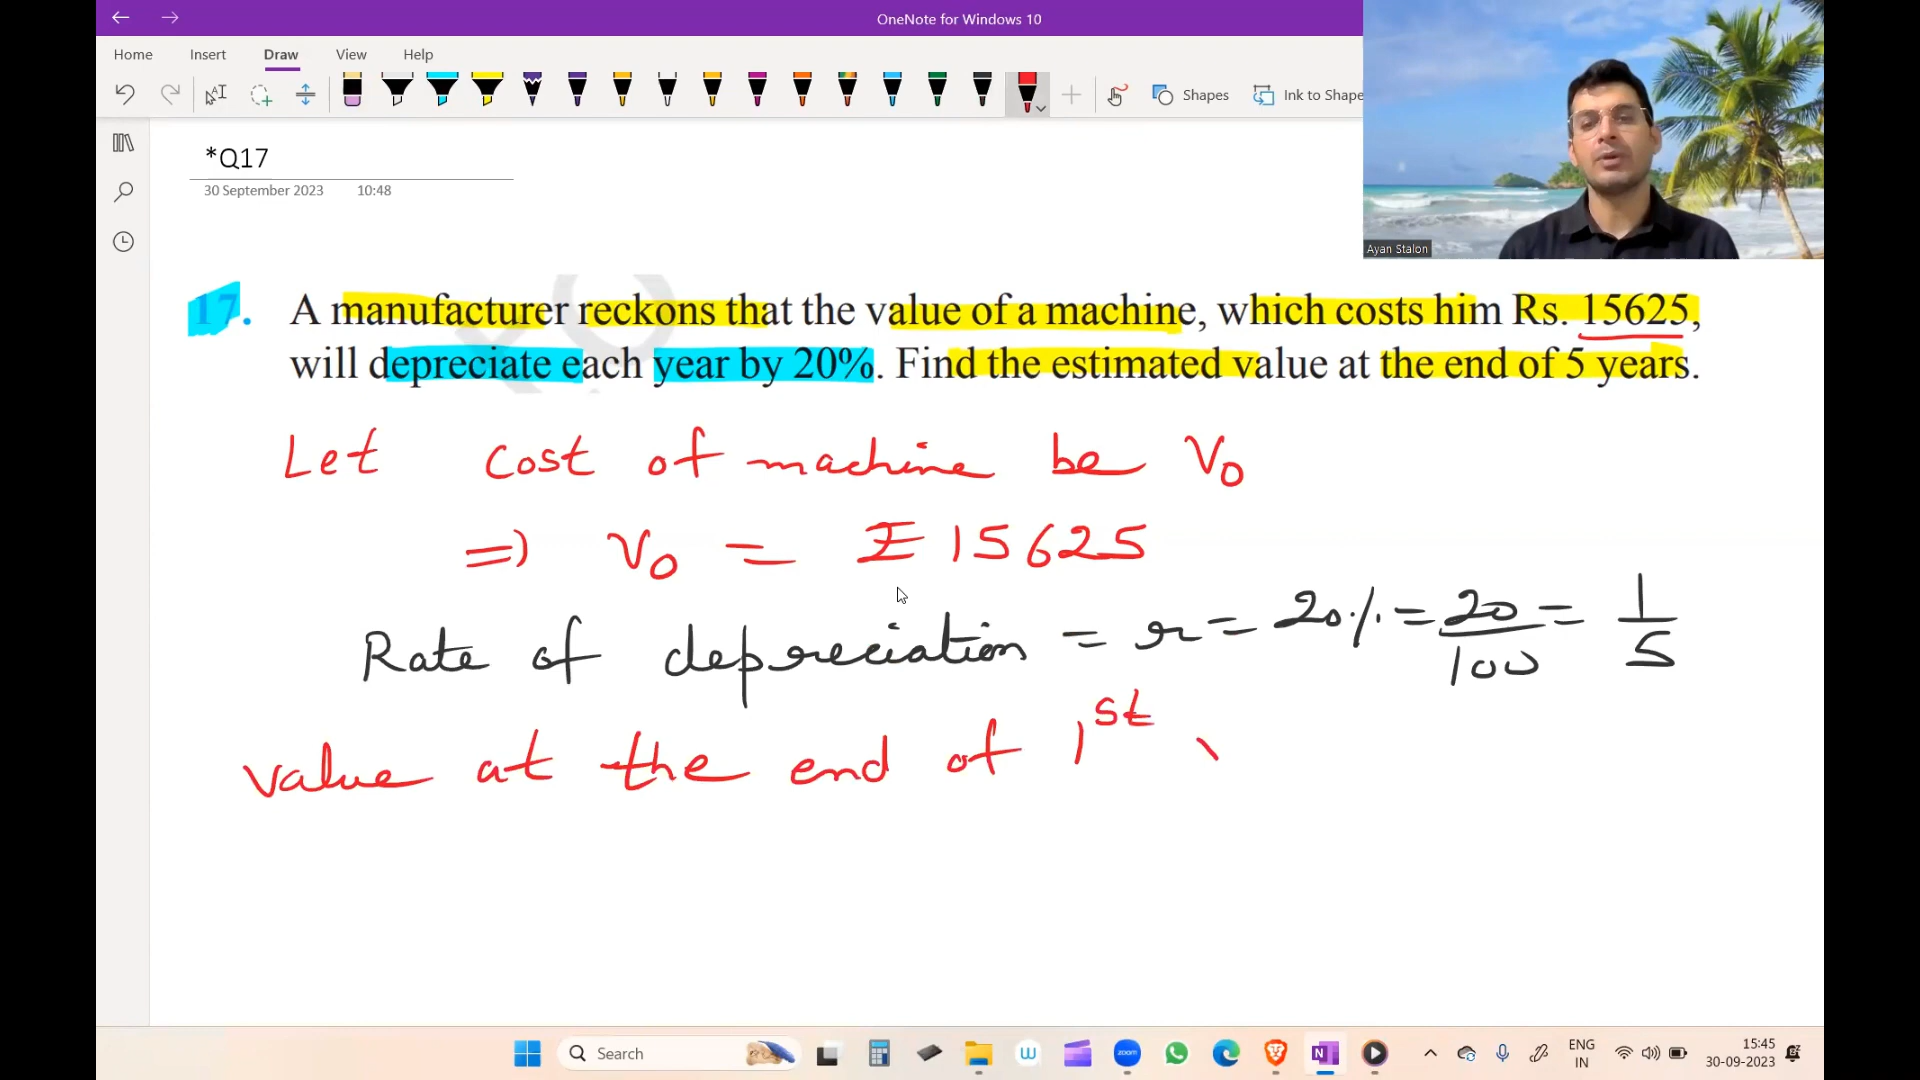 OneNote for Windows 10
Home Insert Draw View Help
Shapes Ink to Shape
*Q17
30 September 2023 10:48
Ayan Stalon
17. A manufacturer reckons that the value of a machine, which costs him Rs. 15625,
will depreciate each year by 20%. Find the estimated value at the end of 5 years.
Let cost of machine be V₀
=> V₀ = ₹ 15625
Rate of depreciation = r = 20% = 20/100 = 1/5
value at the end of 1st
Search
zoom
ENG
IN
15:45
30-09-2023